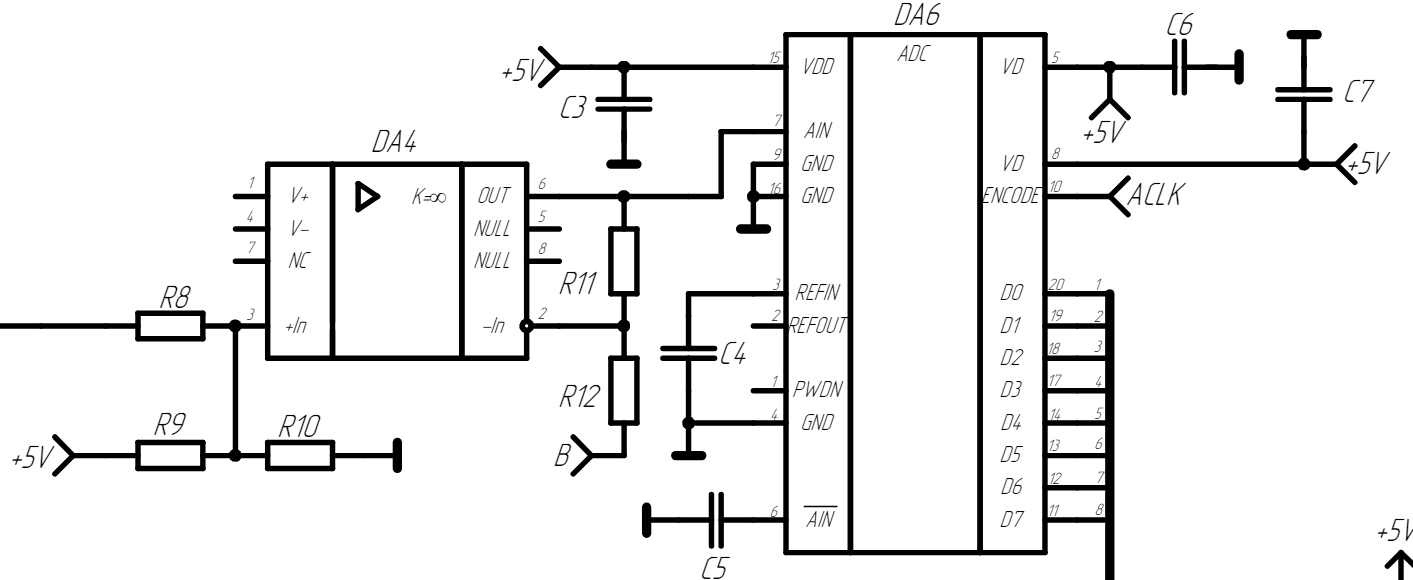 DA6
C6
ADC
+5V
15
VDD
VD
5
C3
C7
7
AIN
+5V
DA4
9
GND
VD
8
+5V
1
V+
K=∞
OUT
6
16
GND
ENCODE
10
ACLK
4
V-
NULL
5
7
NC
NULL
8
R11
R8
3
REFIN
D0
20
1
3
+In
-In
2
2
REFOUT
D1
19
2
C4
D2
18
3
R12
1
PWDN
D3
17
4
R9
R10
4
GND
D4
14
5
+5V
B
D5
13
6
D6
12
7
6
AIN
D7
11
8
+5V
C5